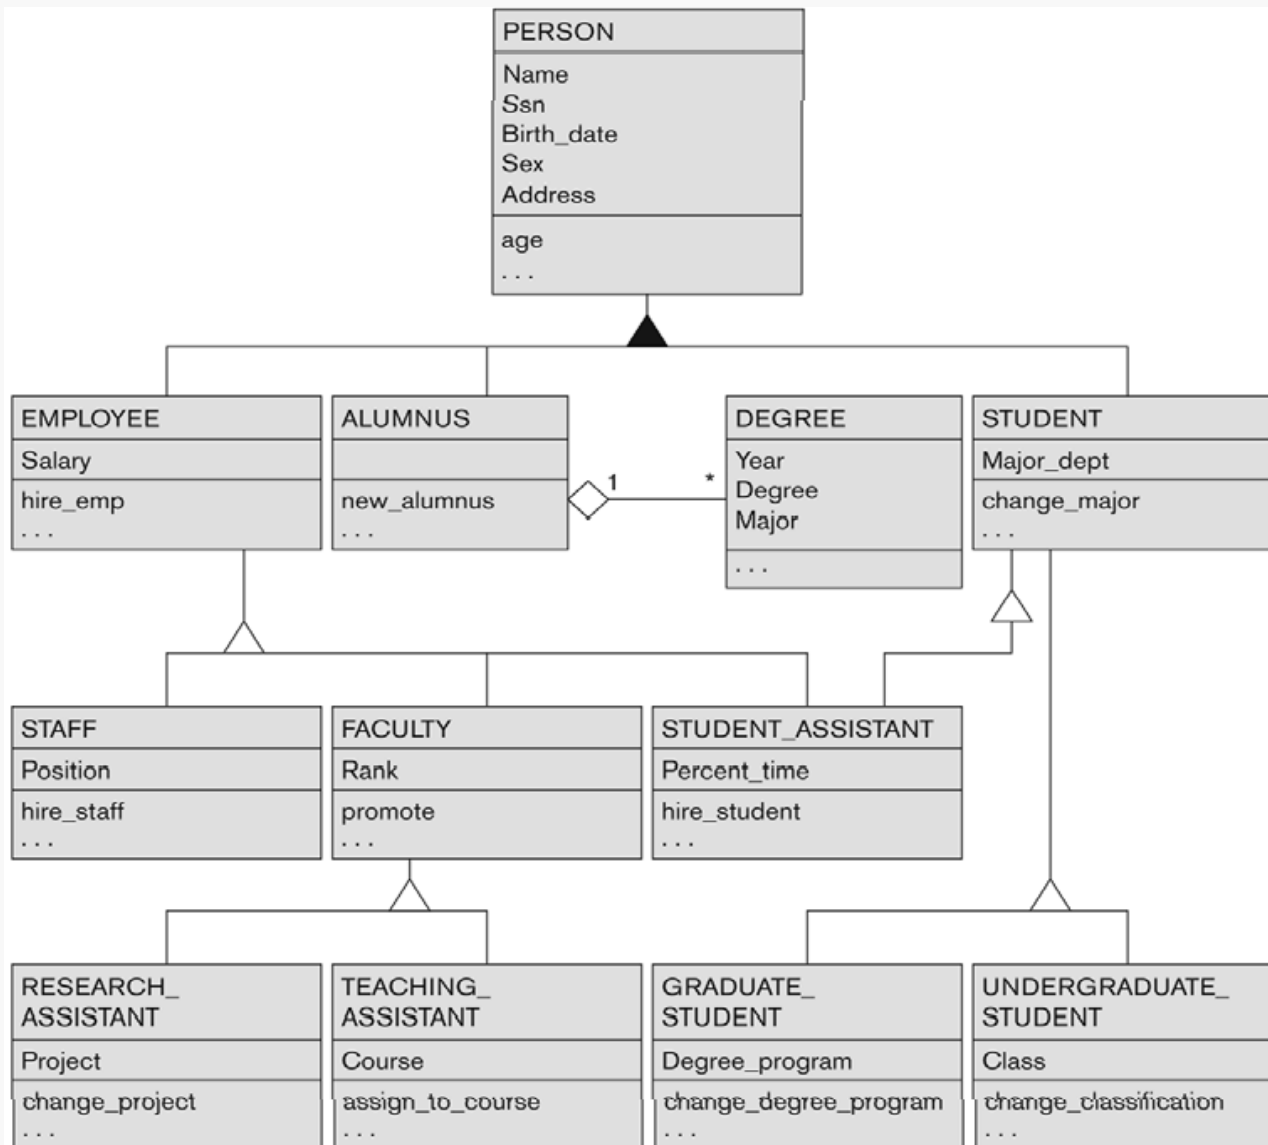 PERSON
Name
Ssn
Birth_date
Sex
Address
age
...
EMPLOYEE
Salary
hire_emp
...
ALUMNUS
new_alumnus
...
1
*
DEGREE
Year
Degree
Major
...
STUDENT
Major_dept
change_major
...
STAFF
Position
hire_staff
...
FACULTY
Rank
promote
...
STUDENT_ASSISTANT
Percent_time
hire_student
...
RESEARCH_
ASSISTANT
Project
change_project
...
TEACHING_
ASSISTANT
Course
assign_to_course
...
GRADUATE_
STUDENT
Degree_program
change_degree_program
...
UNDERGRADUATE_
STUDENT
Class
change_classification
...